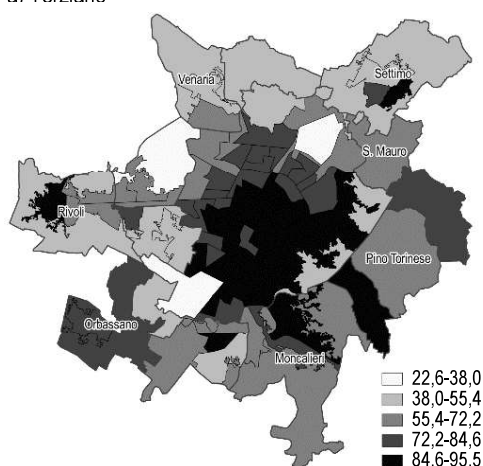 Venaria
Settimo
S. Mauro
Rivoli
Pino Torinese
Orbassano
Moncalieri
22,6-38,0
38,0-55,4
55,4-72,2
72,2-84,6
84,6-95,5